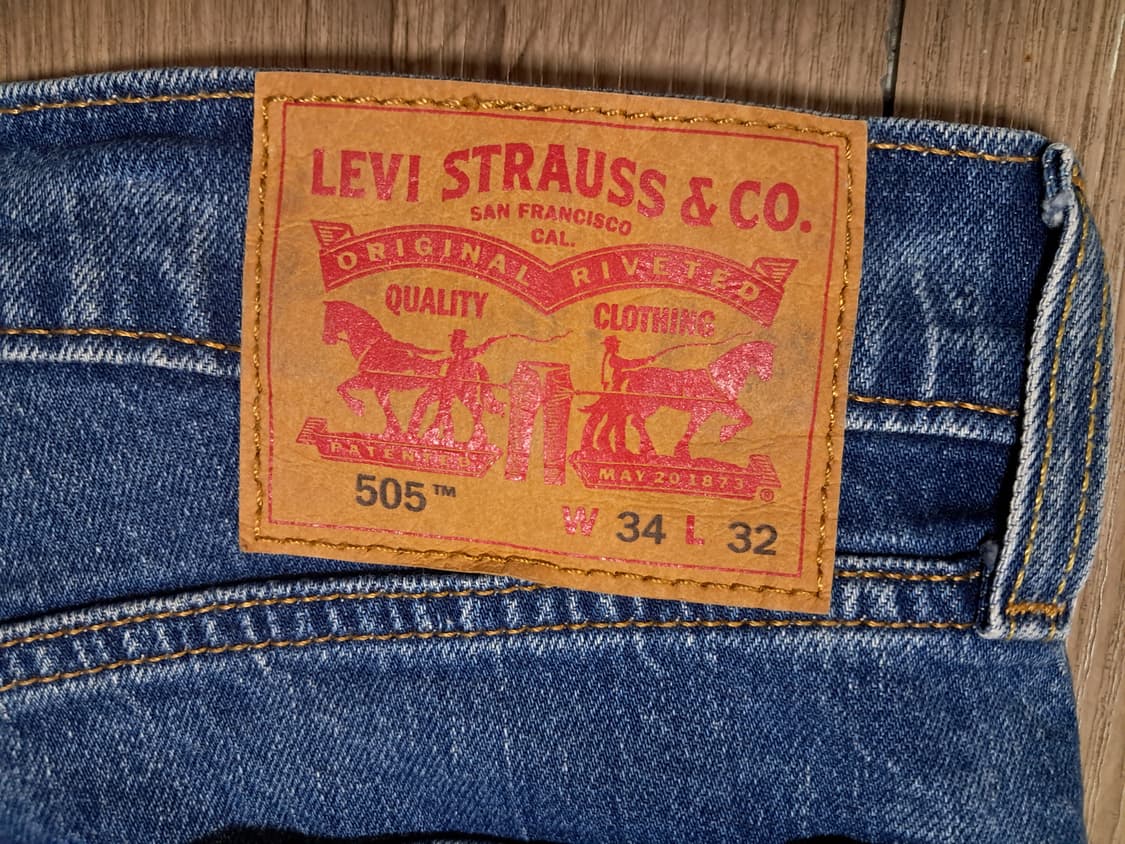 LEVI STRAUSS & CO.
SAN FRANCISCO
CAL.
ORIGINAL RIVETED
QUALITY CLOTHING
PATENTED MAY 20 1873 ®
505™
W 34 L 32